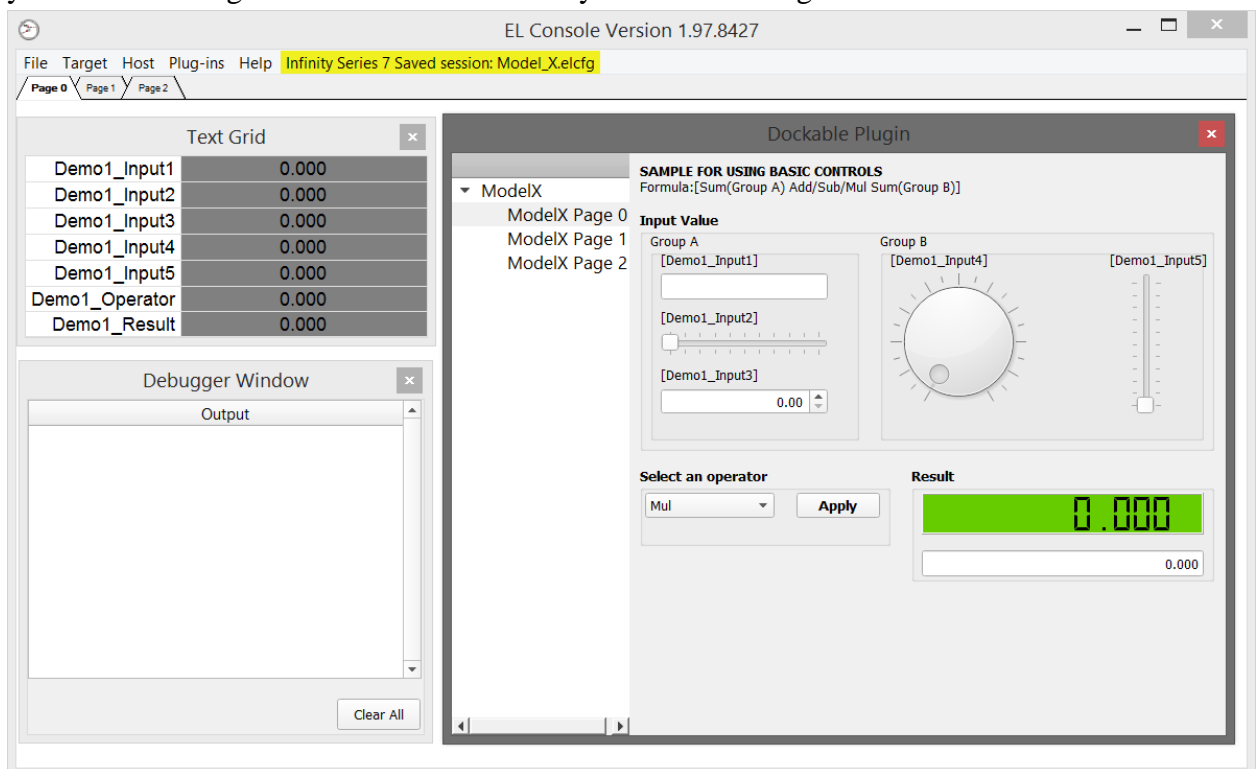 EL Console Version 1.97.8427
File Target Host Plug-ins Help Infinity Series 7 Saved session: Model_X.elcfg
Page 0 Page 1 Page 2
Text Grid
Demo1_Input1 0.000
Demo1_Input2 0.000
Demo1_Input3 0.000
Demo1_Input4 0.000
Demo1_Input5 0.000
Demo1_Operator 0.000
Demo1_Result 0.000
Debugger Window
Output
Clear All
Dockable Plugin
ModelX
ModelX Page 0
ModelX Page 1
ModelX Page 2
SAMPLE FOR USING BASIC CONTROLS
Formula:[Sum(Group A) Add/Sub/Mul Sum(Group B)]
Input Value
Group A
[Demo1_Input1]
[Demo1_Input2]
[Demo1_Input3]
0.00
Group B
[Demo1_Input4] [Demo1_Input5]
Select an operator
Mul Apply
Result
0.000
0.000